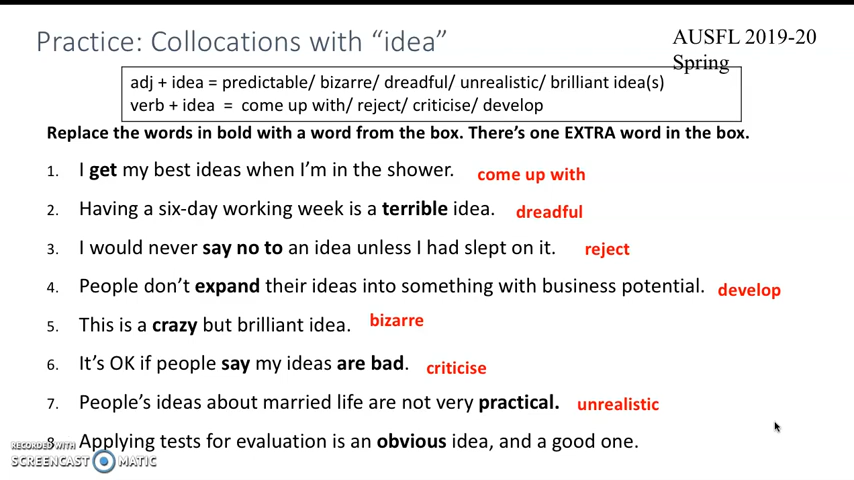 Practice: Collocations with “idea”
AUSFL 2019-20
Spring
adj + idea = predictable/ bizarre/ dreadful/ unrealistic/ brilliant idea(s)
verb + idea = come up with/ reject/ criticise/ develop
Replace the words in bold with a word from the box. There’s one EXTRA word in the box.
1. I get my best ideas when I’m in the shower. come up with
2. Having a six-day working week is a terrible idea. dreadful
3. I would never say no to an idea unless I had slept on it. reject
4. People don’t expand their ideas into something with business potential. develop
5. This is a crazy but brilliant idea. bizarre
6. It’s OK if people say my ideas are bad. criticise
7. People’s ideas about married life are not very practical. unrealistic
8. Applying tests for evaluation is an obvious idea, and a good one.
RECORDED WITH
SCREENCAST MATIC